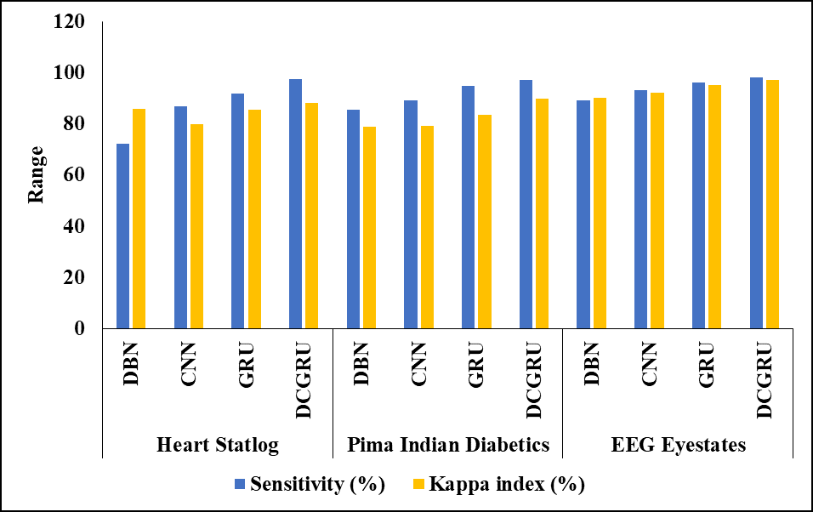 120
100
80
60
40
20
0
Range
DBN
CNN
GRU
DCGRU
DBN
CNN
GRU
DCGRU
DBN
CNN
GRU
DCGRU
Heart Statlog
Pima Indian Diabetics
EEG Eyestates
Sensitivity (%)
Kappa index (%)